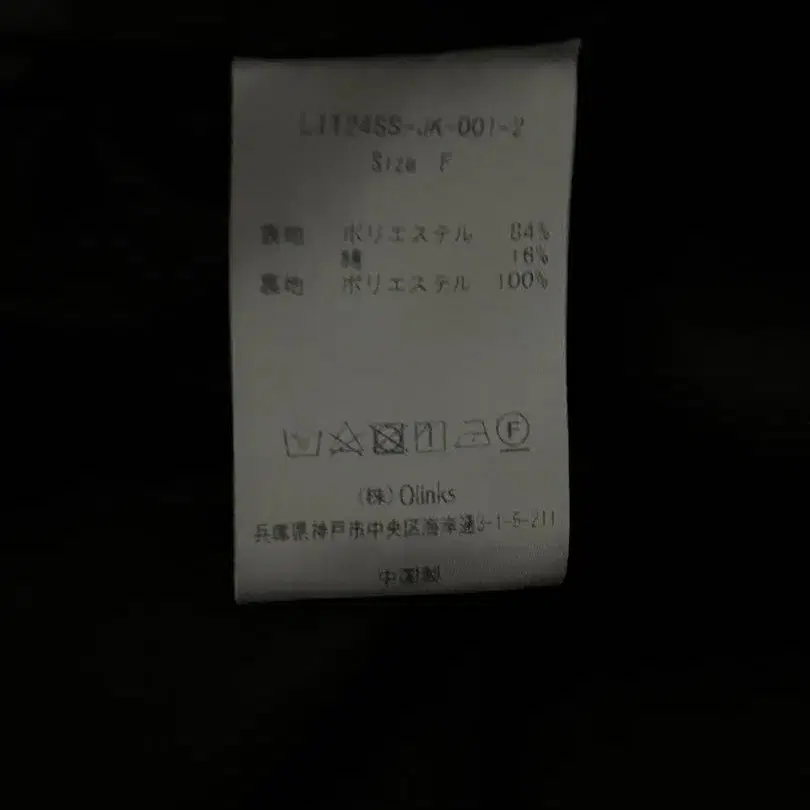 LIT24SS-JK-001-2
Size F
表地 ポリエステル 84%
綿 16%
裏地 ポリエステル 100%
F
(株) Olinks
兵庫県神戸市中央区海岸通3-1-5-211
中国製